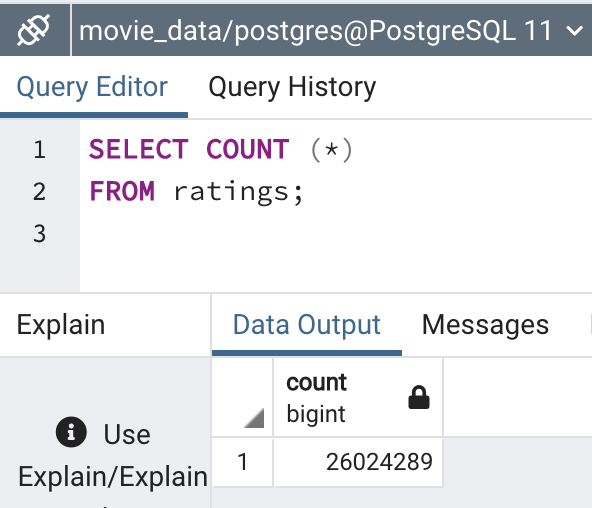 movie_data/postgres@PostgreSQL 11
Query Editor Query History
1 SELECT COUNT (*)
2 FROM ratings;
3
Explain Data Output Messages
count
bigint
Use
Explain/Explain
1 26024289